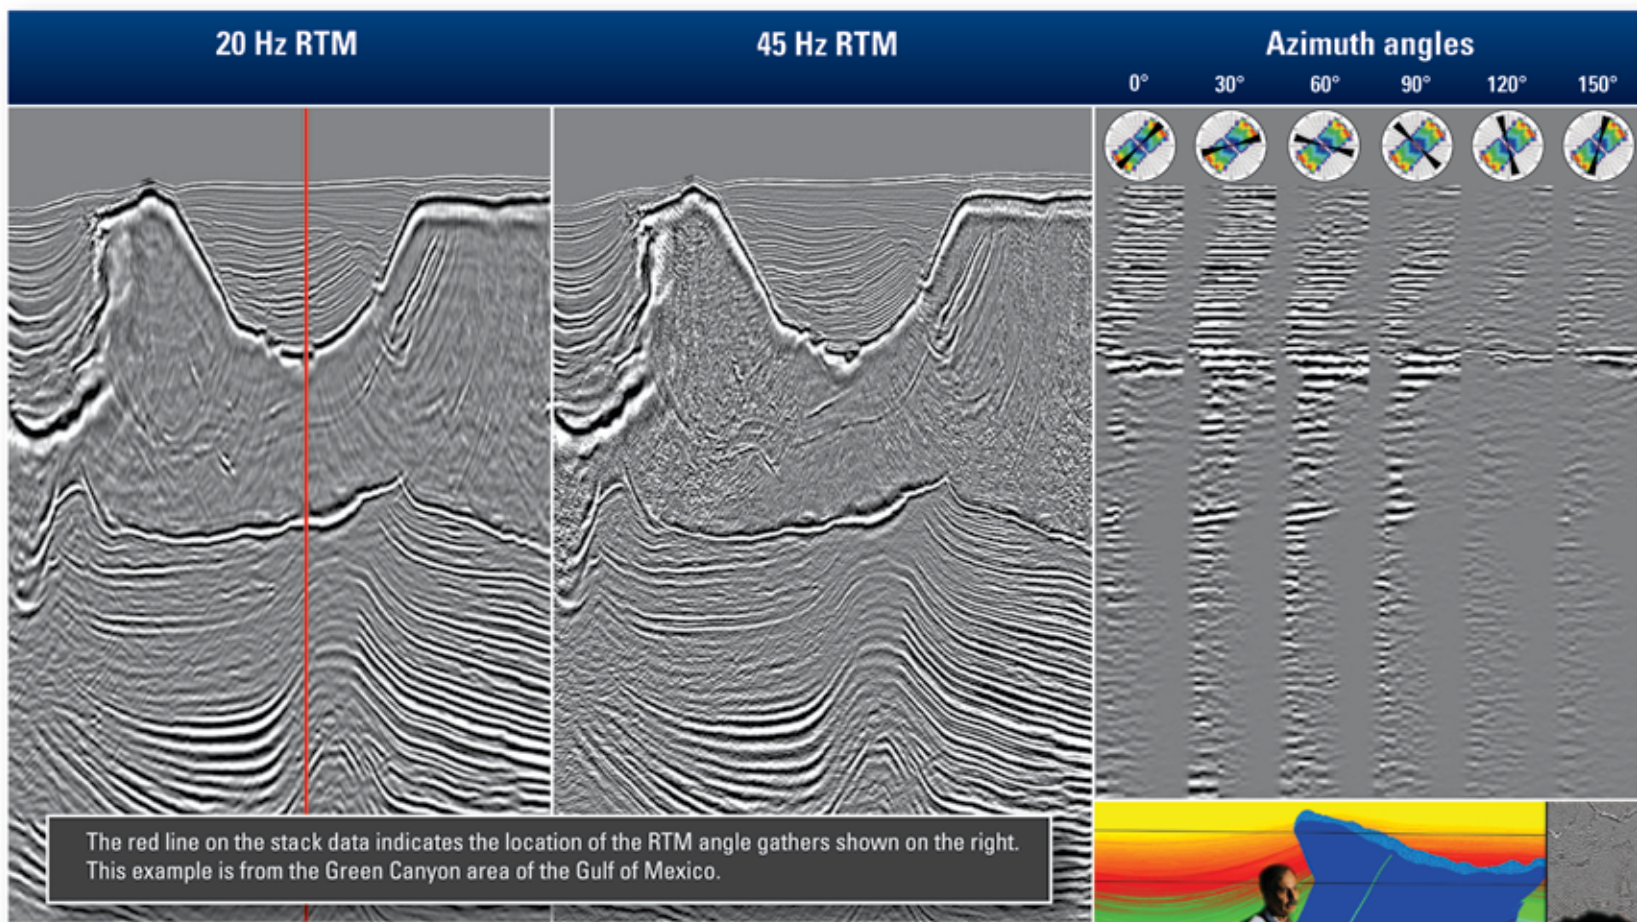 20 Hz RTM
45 Hz RTM
Azimuth angles
0° 30° 60° 90° 120° 150°
The red line on the stack data indicates the location of the RTM angle gathers shown on the right.
This example is from the Green Canyon area of the Gulf of Mexico.